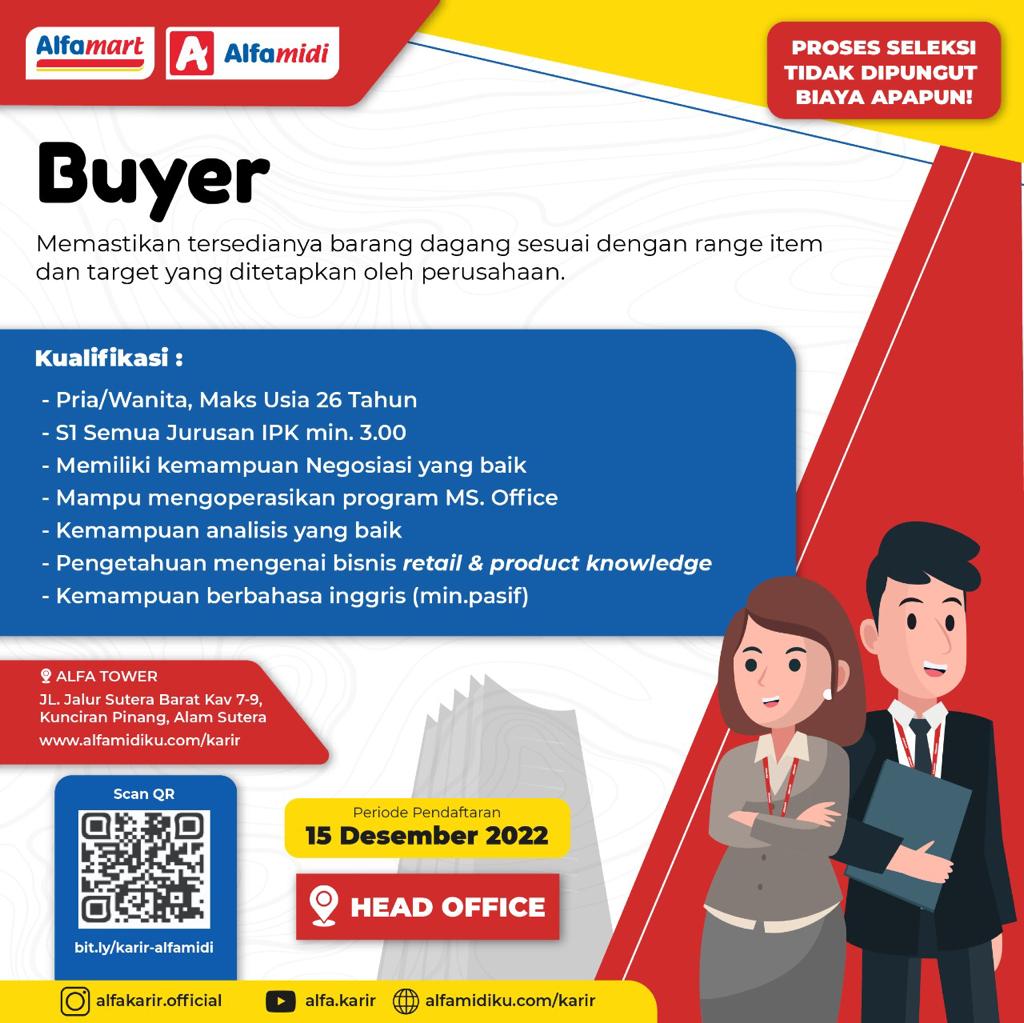 Alfamart
Alfamidi
PROSES SELEKSI
TIDAK DIPUNGUT
BIAYA APAPUN!
Buyer
Memastikan tersedianya barang dagang sesuai dengan range item
dan target yang ditetapkan oleh perusahaan.
Kualifikasi :
- Pria/Wanita, Maks Usia 26 Tahun
- S1 Semua Jurusan IPK min. 3.00
- Memiliki kemampuan Negosiasi yang baik
- Mampu mengoperasikan program MS. Office
- Kemampuan analisis yang baik
- Pengetahuan mengenai bisnis retail & product knowledge
- Kemampuan berbahasa inggris (min.pasif)
ALFA TOWER
JL. Jalur Sutera Barat Kav 7-9,
Kunciran Pinang, Alam Sutera
www.alfamidiku.com/karir
Scan QR
bit.ly/karir-alfamidi
Periode Pendaftaran
15 Desember 2022
HEAD OFFICE
alfakarir.official
alfa.karir
alfamidiku.com/karir